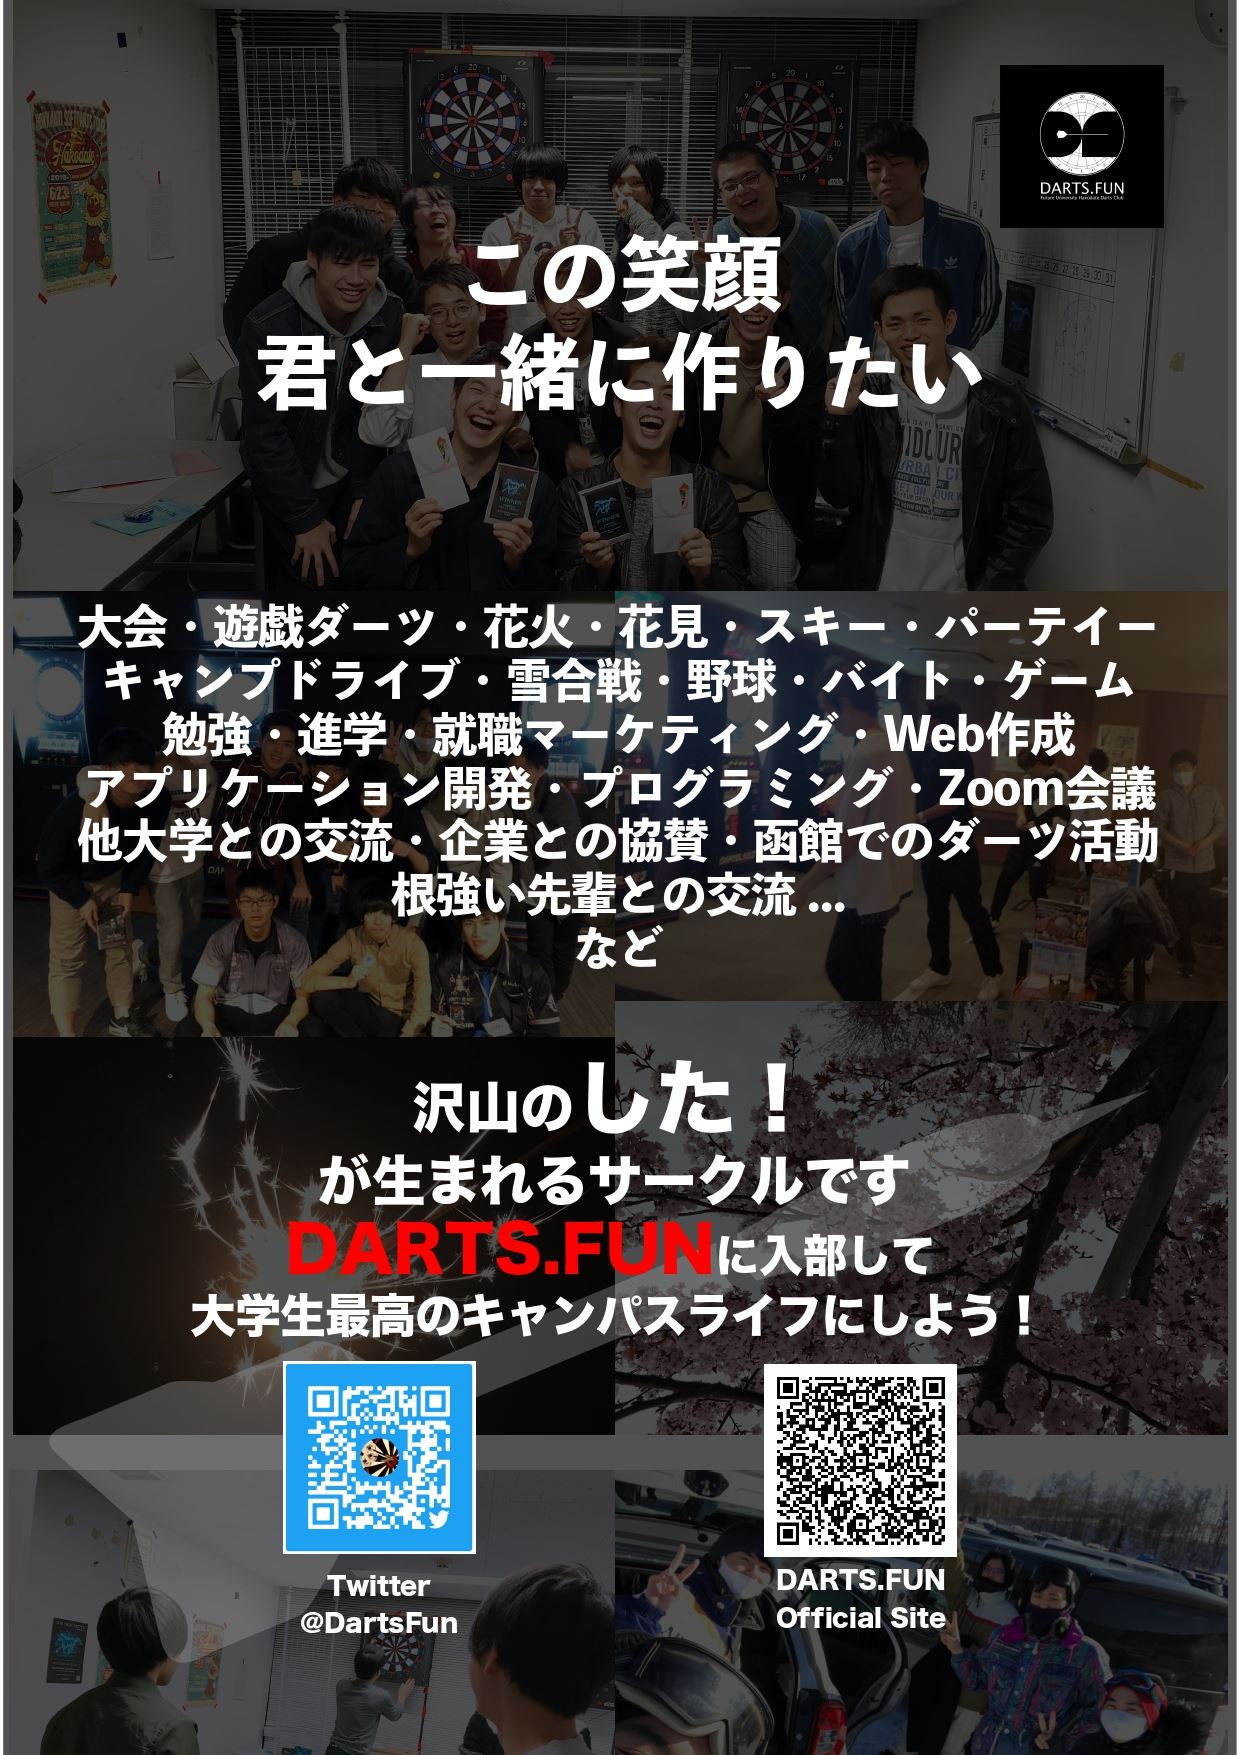 DARTS.FUN
Future University Hakodate Darts Club
この笑顔
君と一緒に作りたい
大会・遊戯ダーツ・花火・花見・スキー・パーテイー
キャンプドライブ・雪合戦・野球・バイト・ゲーム
勉強・進学・就職マーケティング・Web作成
アプリケーション開発・プログラミング・Zoom会議
他大学との交流・企業との協賛・函館でのダーツ活動
根強い先輩との交流 ...
など
沢山のした！
が生まれるサークルです
DARTS.FUNに入部して
大学生最高のキャンパスライフにしよう！
Twitter
@DartsFun
DARTS.FUN
Official Site
Hakodate
2019
WINNER
WINNER